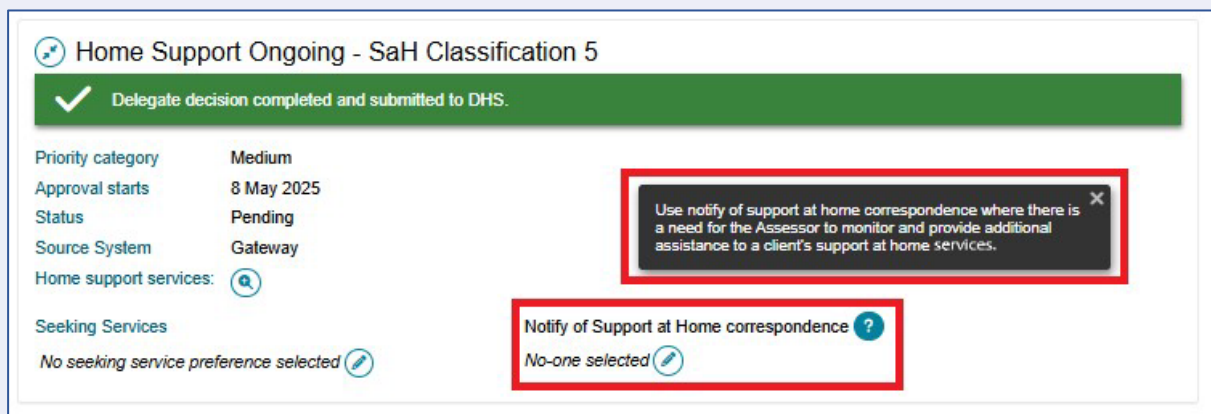 Home Support Ongoing - SaH Classification 5
Delegate decision completed and submitted to DHS.
Priority category Medium
Approval starts 8 May 2025
Status Pending
Source System Gateway
Home support services:
Use notify of support at home correspondence where there is
a need for the Assessor to monitor and provide additional
assistance to a client's support at home services.
Seeking Services
No seeking service preference selected
Notify of Support at Home correspondence ?
No-one selected